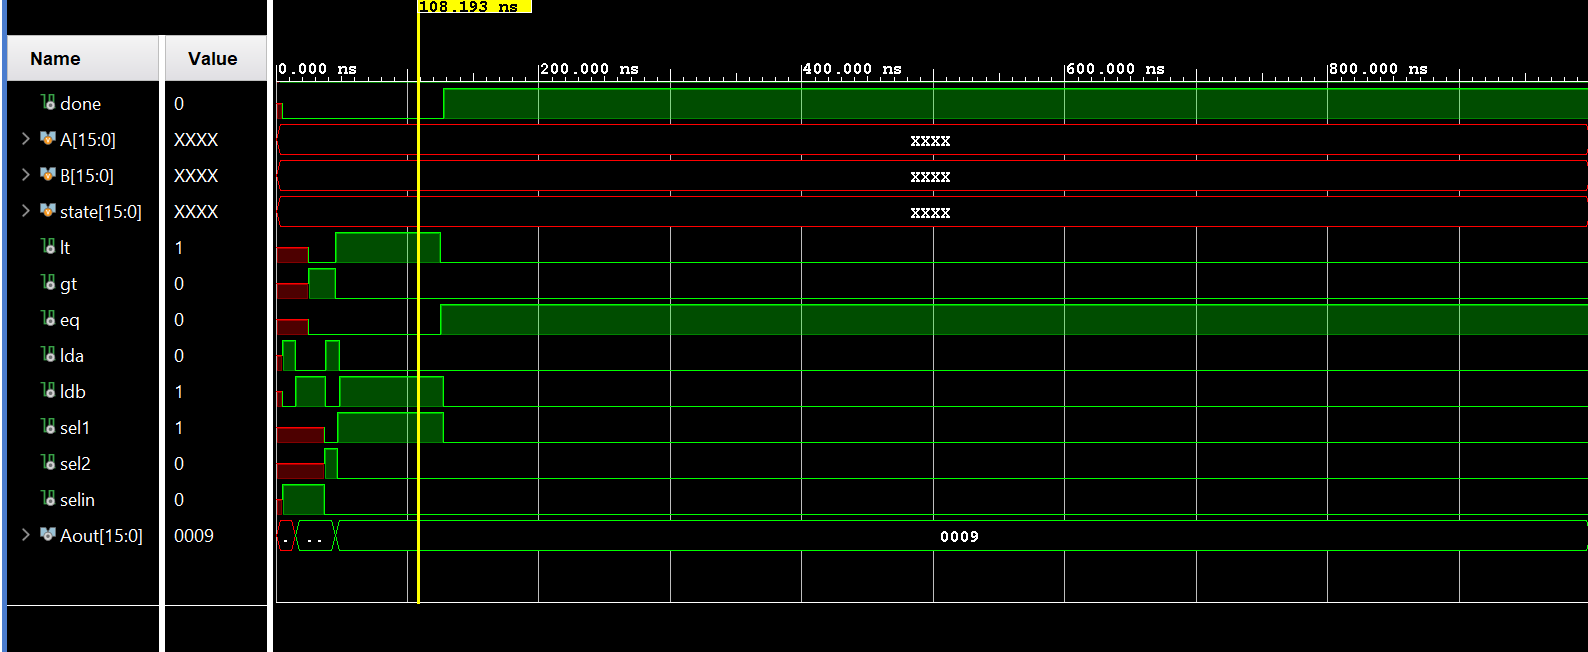 108.193 ns
Name Value
0.000 ns 200.000 ns 400.000 ns 600.000 ns 800.000 ns
done 0
A[15:0] XXXX XXXX
B[15:0] XXXX XXXX
state[15:0] XXXX XXXX
lt 1
gt 0
eq 0
lda 0
ldb 1
sel1 1
sel2 0
selin 0
Aout[15:0] 0009 . .. 0009